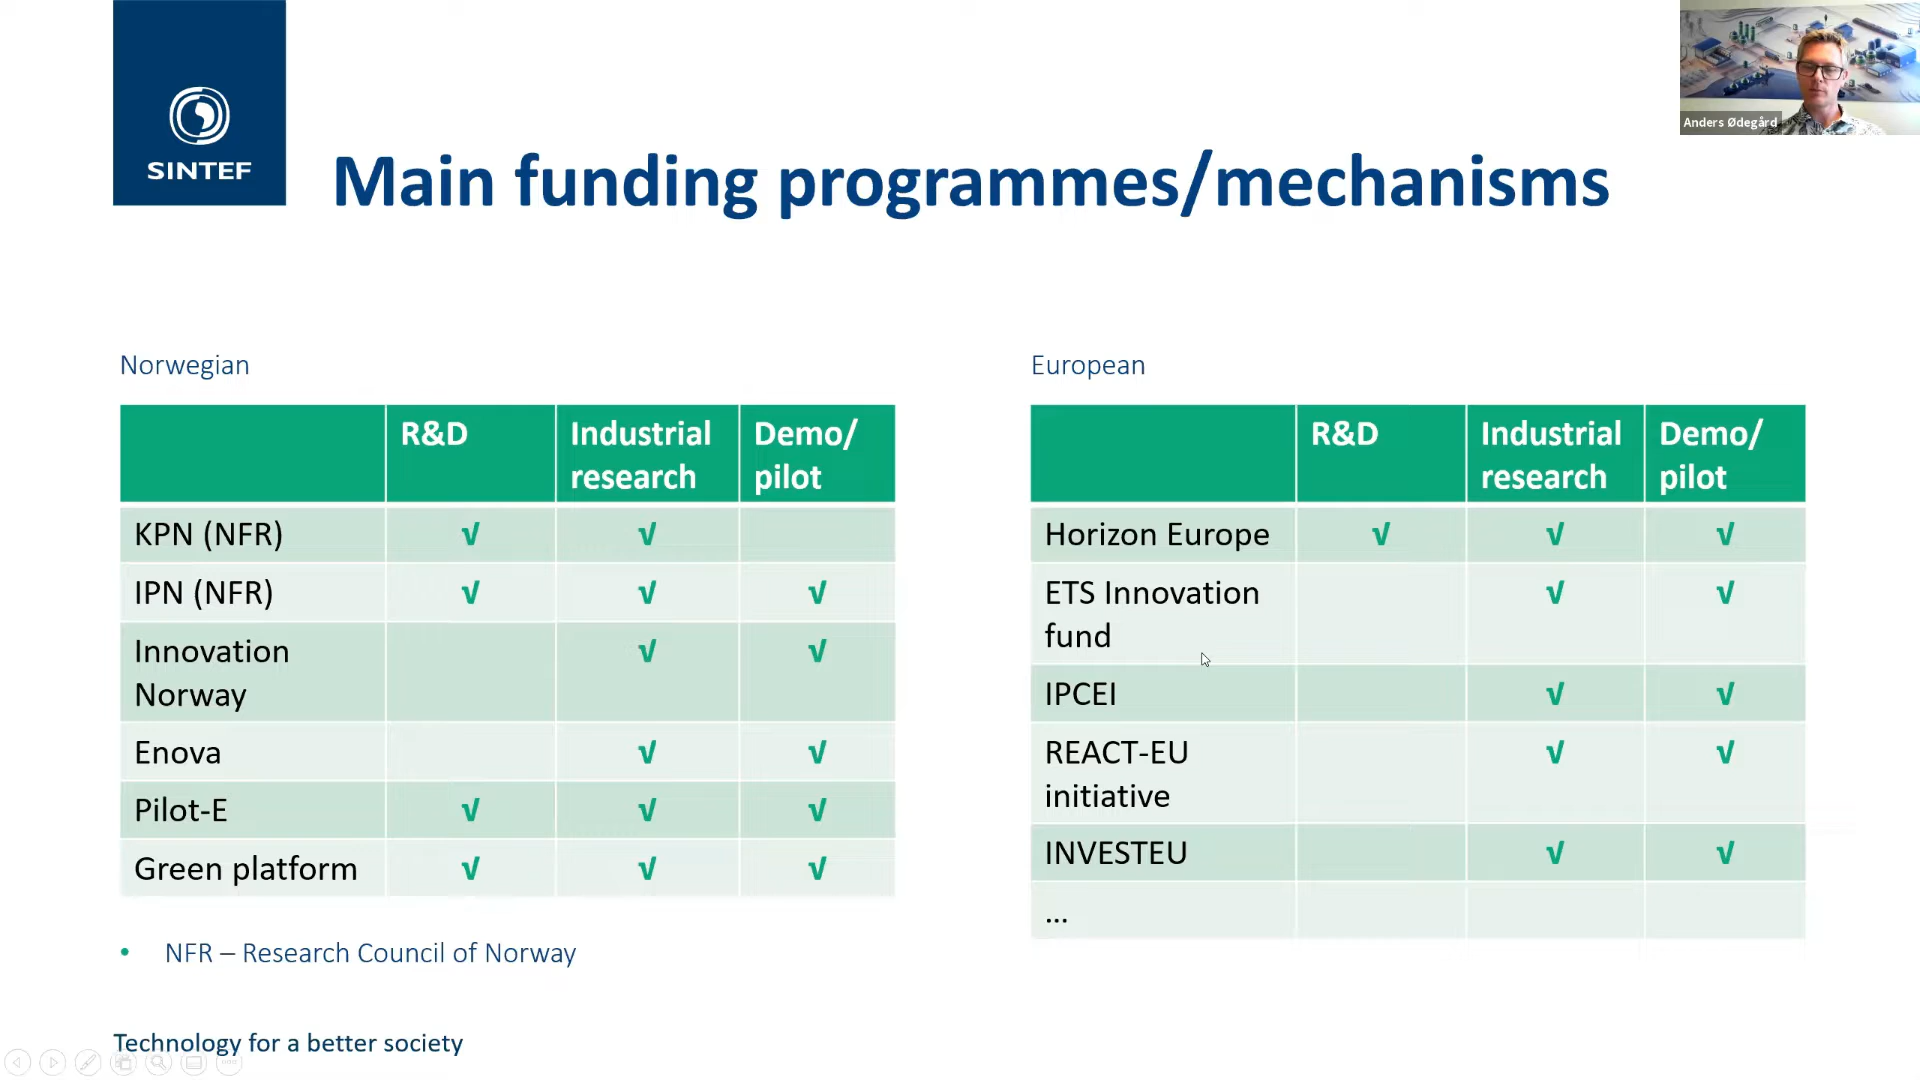 SINTEF
Anders Ødegård
Main funding programmes/mechanisms
Norwegian
R&D Industrial research Demo/ pilot
KPN (NFR) √ √
IPN (NFR) √ √ √
Innovation Norway √ √
Enova √ √
Pilot-E √ √ √
Green platform √ √ √
• NFR – Research Council of Norway
European
R&D Industrial research Demo/ pilot
Horizon Europe √ √ √
ETS Innovation fund √ √
IPCEI √ √
REACT-EU initiative √ √
INVESTEU √ √
...
Technology for a better society